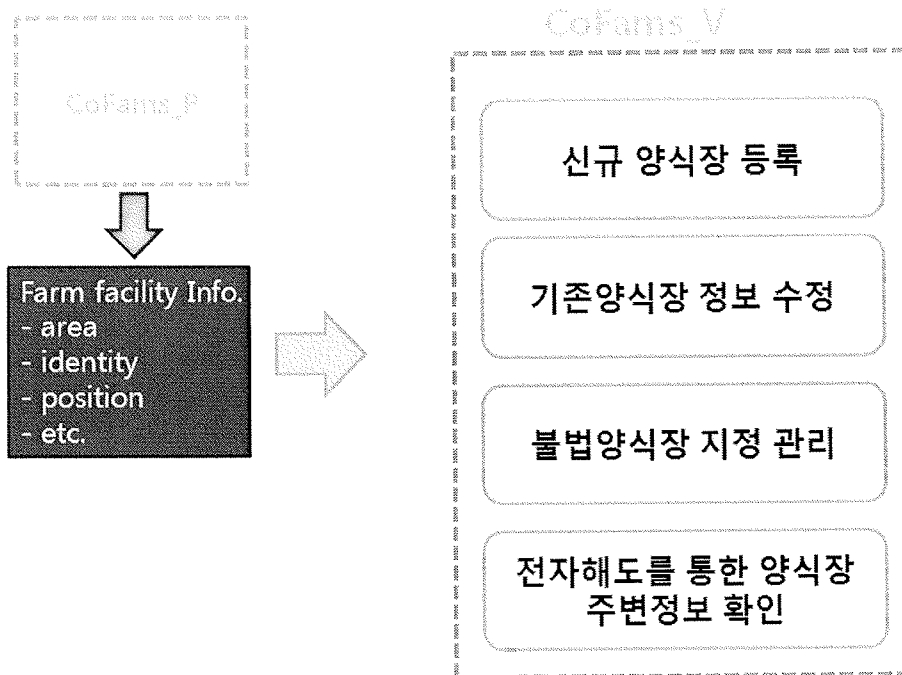 CoFams_P
Farm facility Info.
- area
- identity
- position
- etc.
CoFams_V
신규 양식장 등록
기존양식장 정보 수정
불법양식장 지정 관리
전자해도를 통한 양식장
주변정보 확인